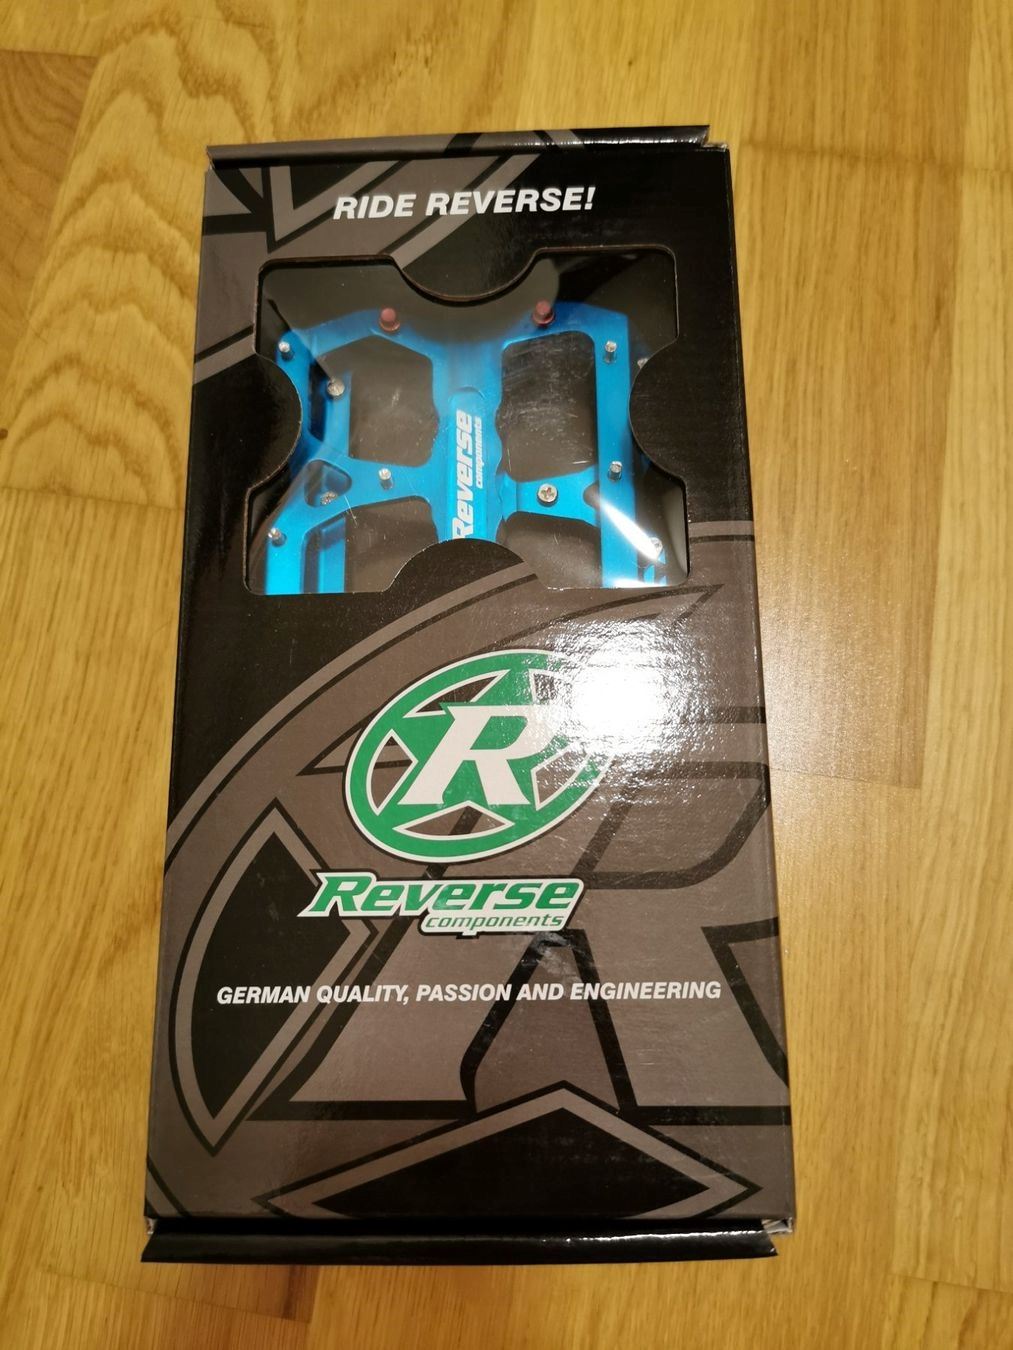 RIDE REVERSE!
Reverse
components
R
Reverse
components
GERMAN QUALITY, PASSION AND ENGINEERING